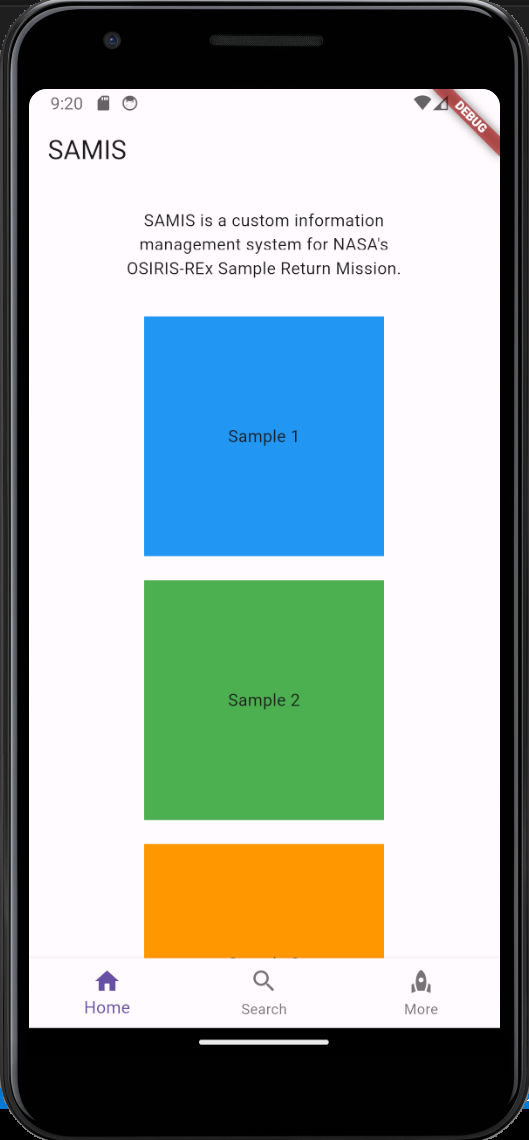 9:20
DEBUG
SAMIS
SAMIS is a custom information
management system for NASA's
OSIRIS-REx Sample Return Mission.
Sample 1
Sample 2
Home
Search
More